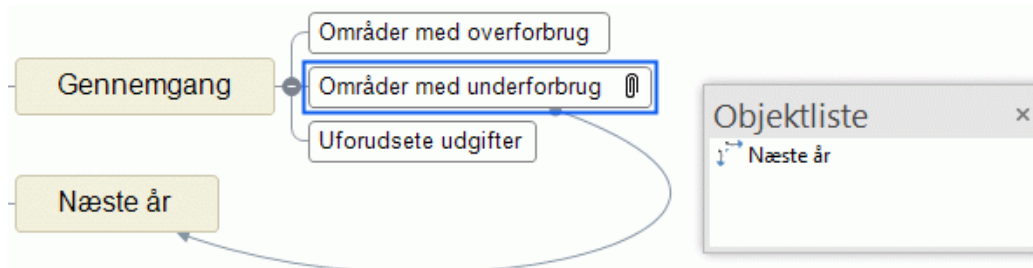 Områder med overforbrug
Gennemgang
Områder med underforbrug
Uforudsete udgifter
Næste år
Objektliste
Næste år